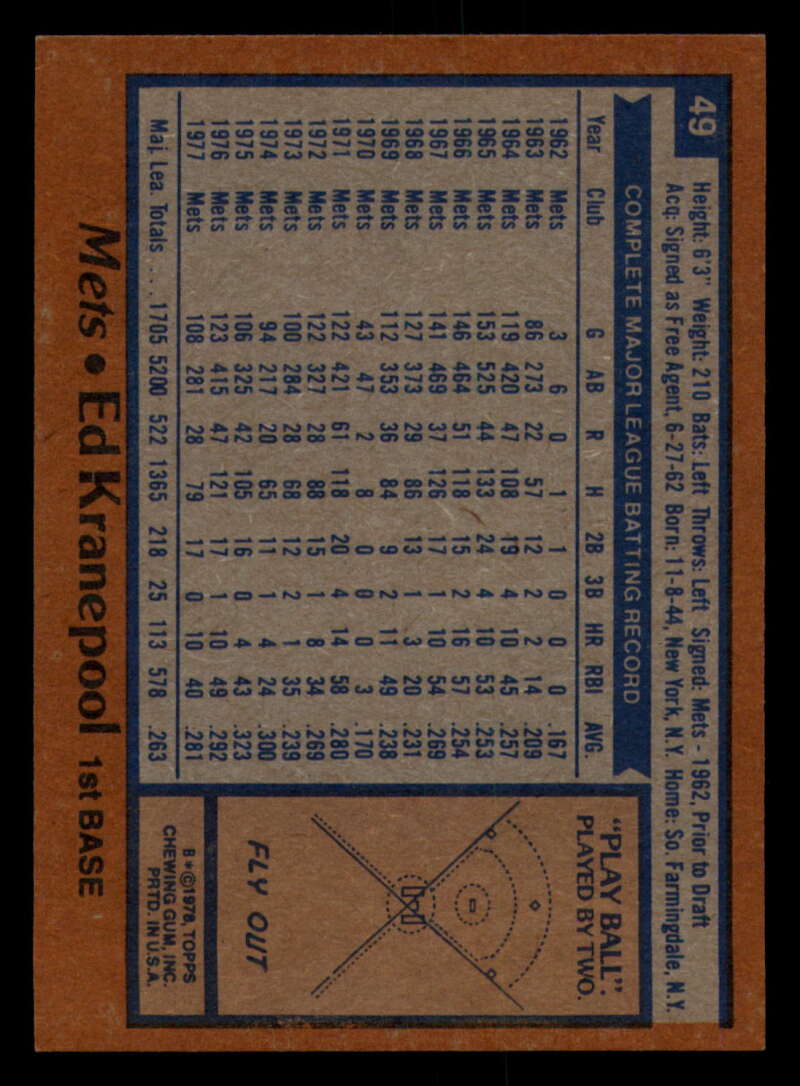 49
Height: 6'3" Weight: 210 Bats: Left Throws: Left Signed: Mets - 1962, Prior to Draft
Acq: Signed as Free Agent, 6-27-62 Born: 11-8-44, New York, N.Y. Home: So. Farmingdale, N.Y.
COMPLETE MAJOR LEAGUE BATTING RECORD
Year Club G AB R H 2B 3B HR RBI AVG.
1962 Mets 3 6 0 1 1 0 0 0 .167
1963 Mets 86 273 22 57 12 2 2 14 .209
1964 Mets 119 420 47 108 19 4 10 45 .257
1965 Mets 153 525 44 133 24 4 10 53 .253
1966 Mets 146 464 51 118 15 2 16 57 .254
1967 Mets 141 469 37 126 17 1 10 54 .269
1968 Mets 127 373 29 86 13 1 3 20 .231
1969 Mets 112 353 36 84 9 2 11 49 .238
1970 Mets 43 47 2 8 0 0 0 3 .170
1971 Mets 122 421 61 118 20 4 14 58 .280
1972 Mets 122 327 28 88 15 1 8 34 .269
1973 Mets 100 284 28 68 12 2 1 35 .239
1974 Mets 94 217 20 65 11 1 4 24 .300
1975 Mets 106 325 42 105 16 0 4 43 .323
1976 Mets 123 415 47 121 17 1 10 49 .292
1977 Mets 108 281 28 79 17 0 10 40 .281
Maj. Lea. Totals ... 1705 5200 522 1365 218 25 113 578 .263
"PLAY BALL":
PLAYED BY TWO.
FLY OUT
B*©1978, TOPPS
CHEWING GUM, INC.
PRTD. IN U.S.A.
Mets • Ed Kranepool 1st BASE